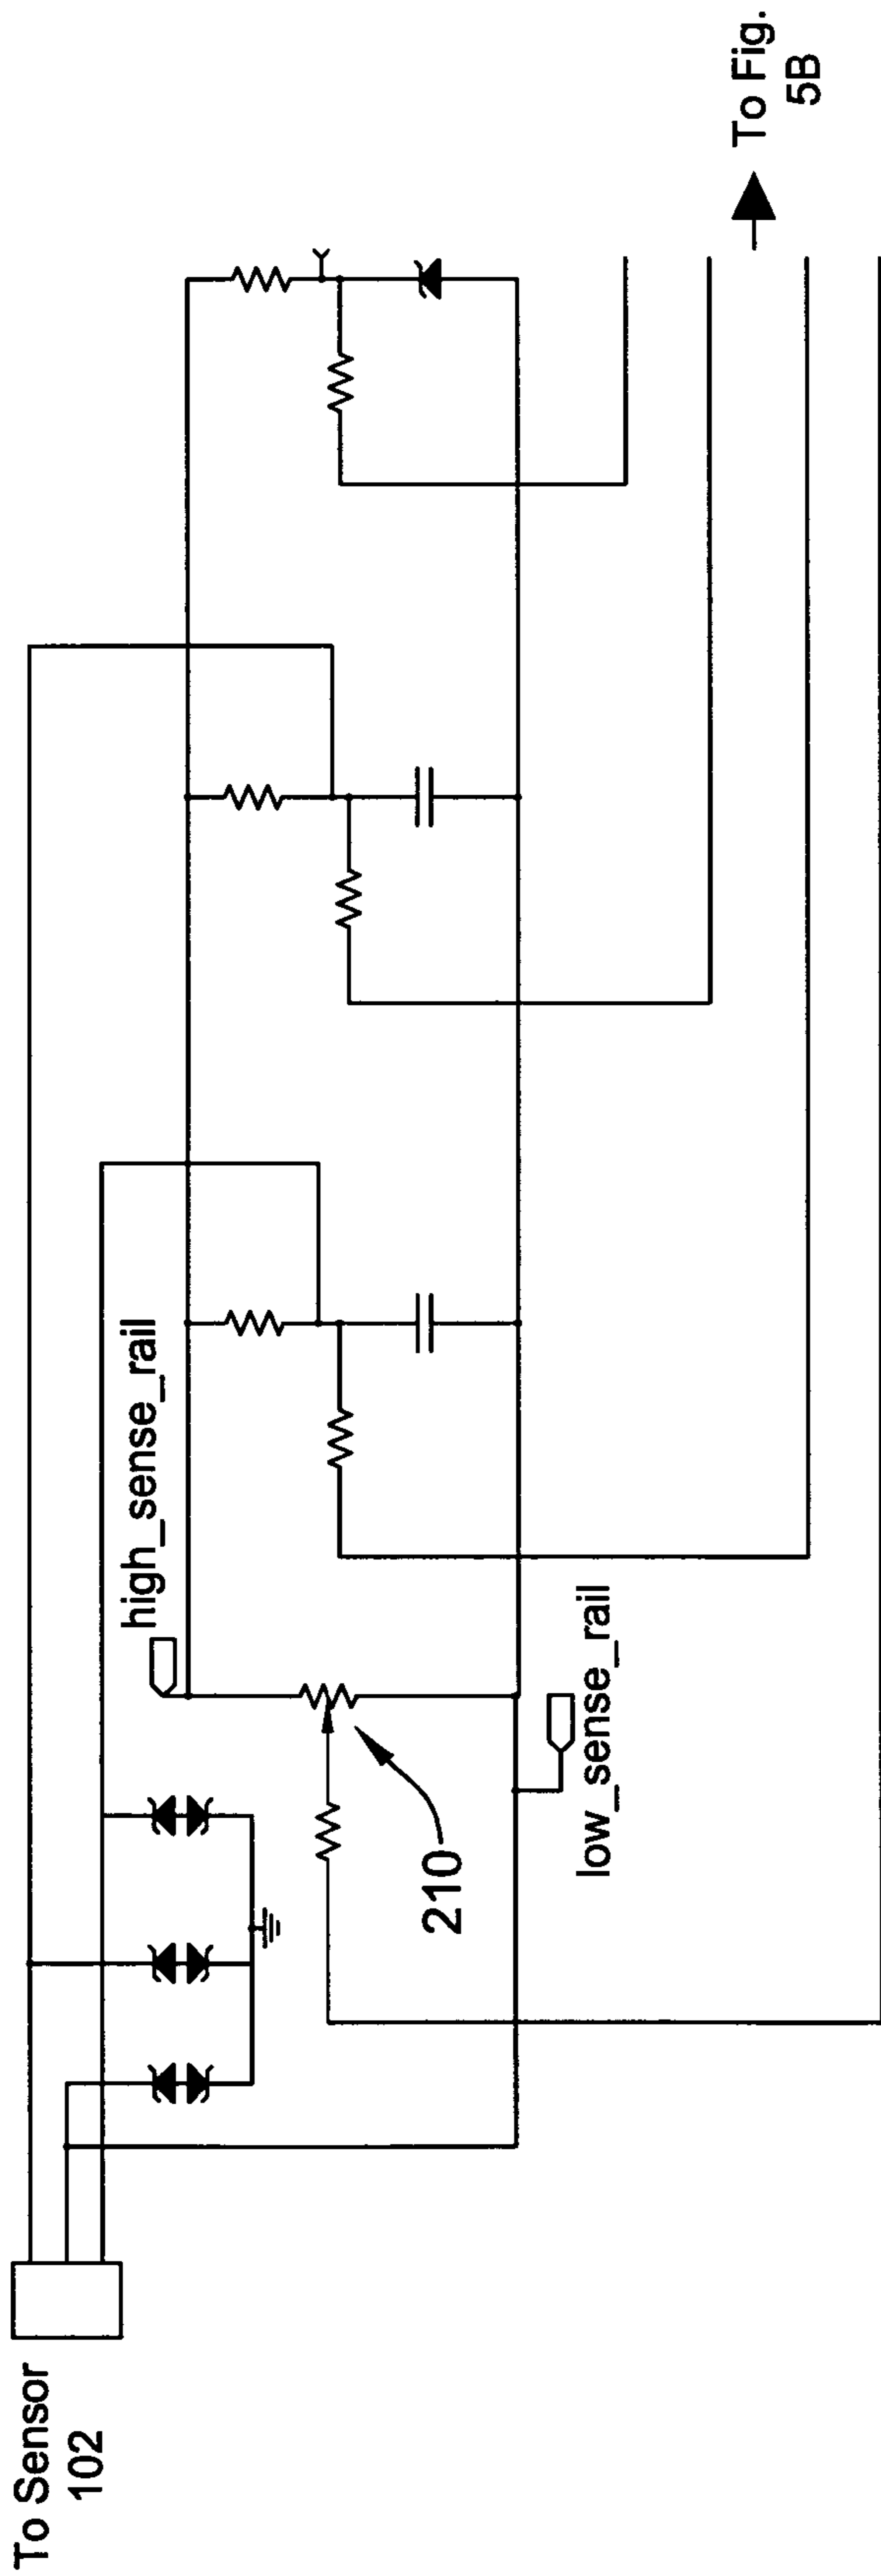 To Sensor
102
high_sense_rail
210
low_sense_rail
To Fig.
5B